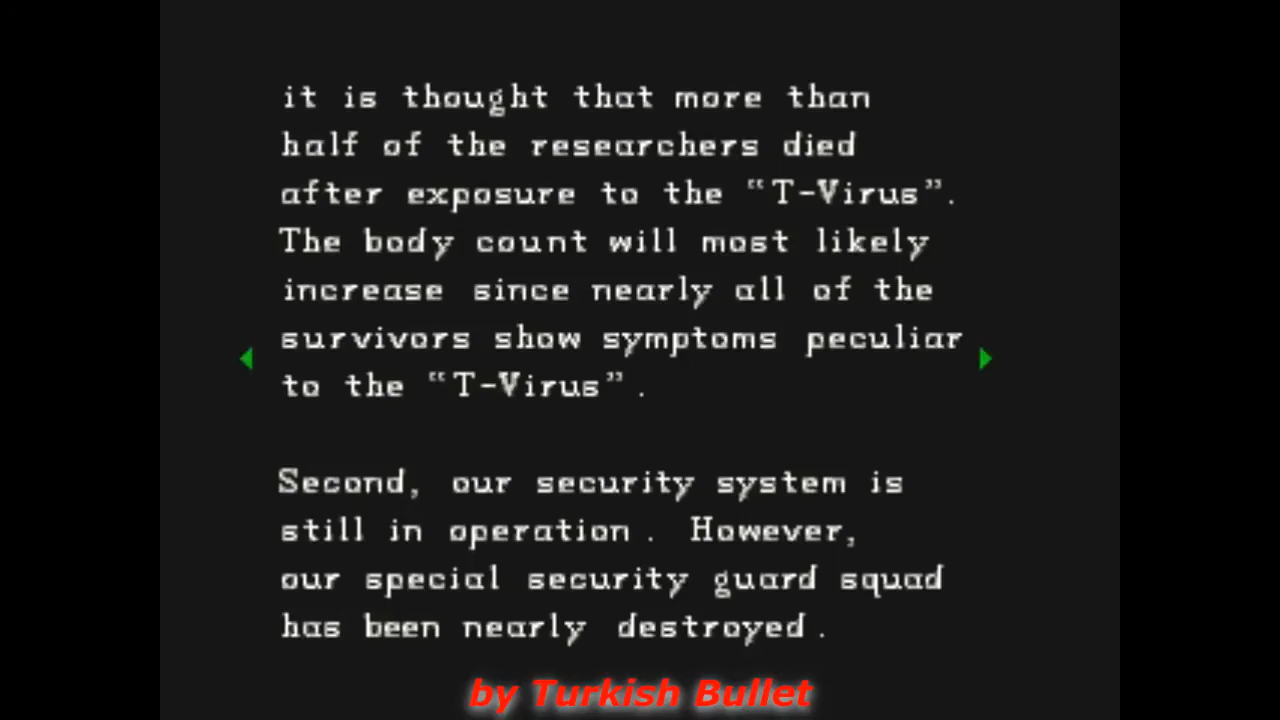 it is thought that more than
half of the researchers died
after exposure to the “T-Virus”.
The body count will most likely
increase since nearly all of the
survivors show symptoms peculiar
to the “T-Virus”.
Second, our security system is
still in operation. However,
our special security guard squad
has been nearly destroyed.
by Turkish Bullet